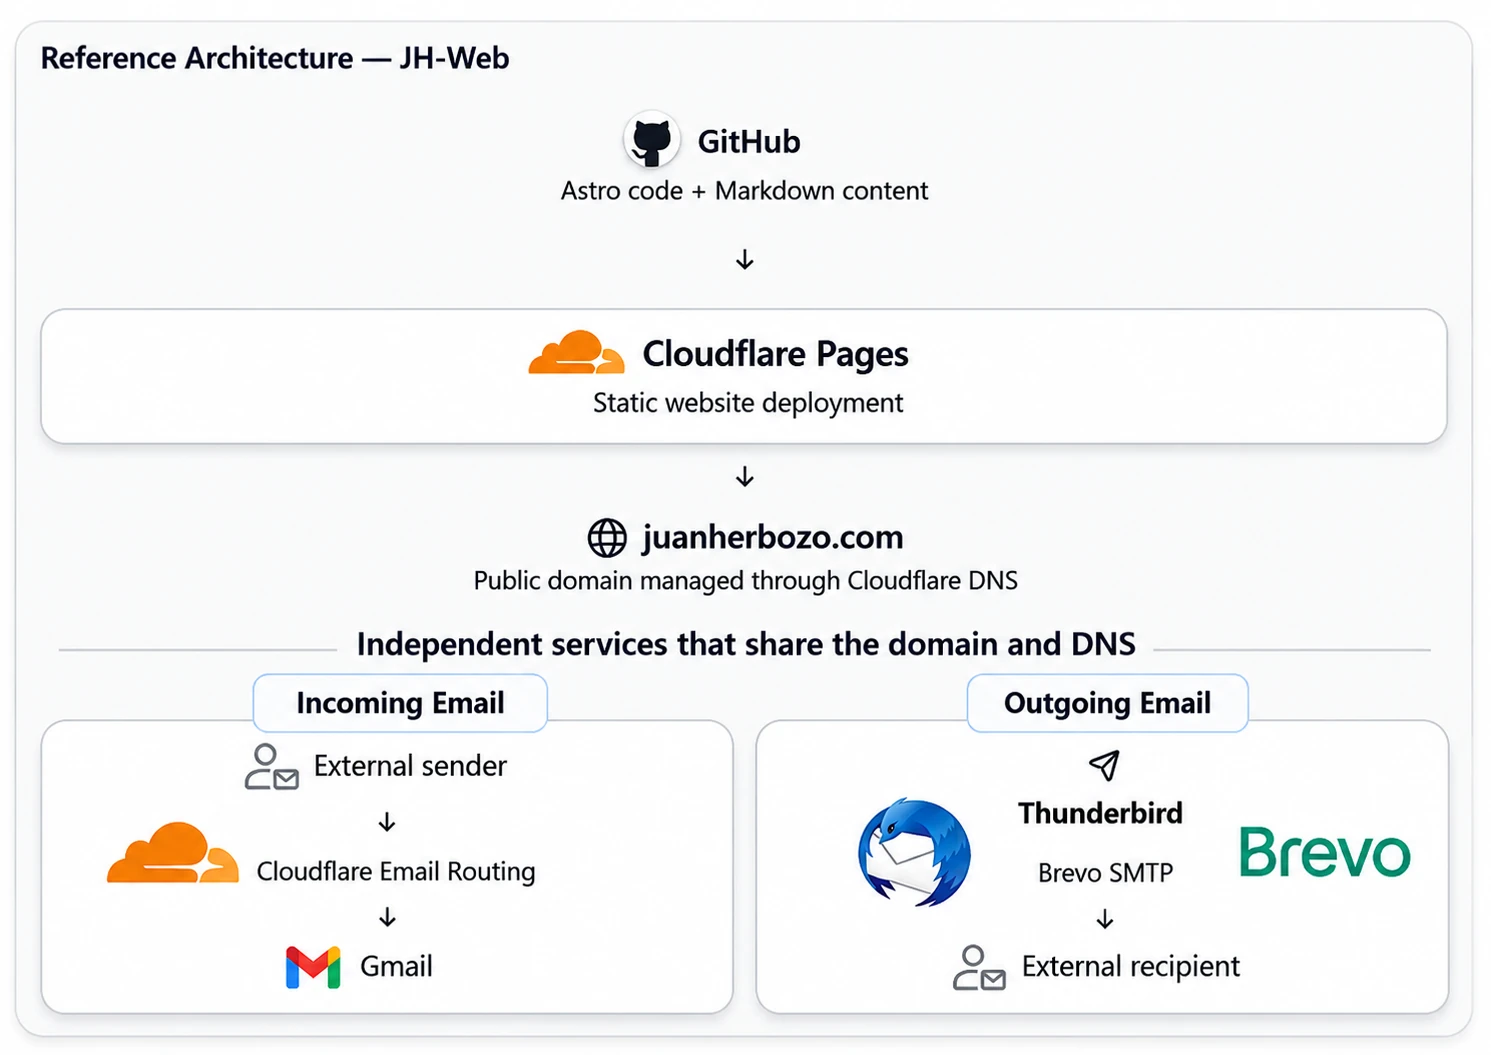 Reference Architecture — JH-Web
GitHub
Astro code + Markdown content
Cloudflare Pages
Static website deployment
juanherbozo.com
Public domain managed through Cloudflare DNS
Independent services that share the domain and DNS
Incoming Email
External sender
Cloudflare Email Routing
Gmail
Outgoing Email
Thunderbird
Brevo SMTP
Brevo
External recipient